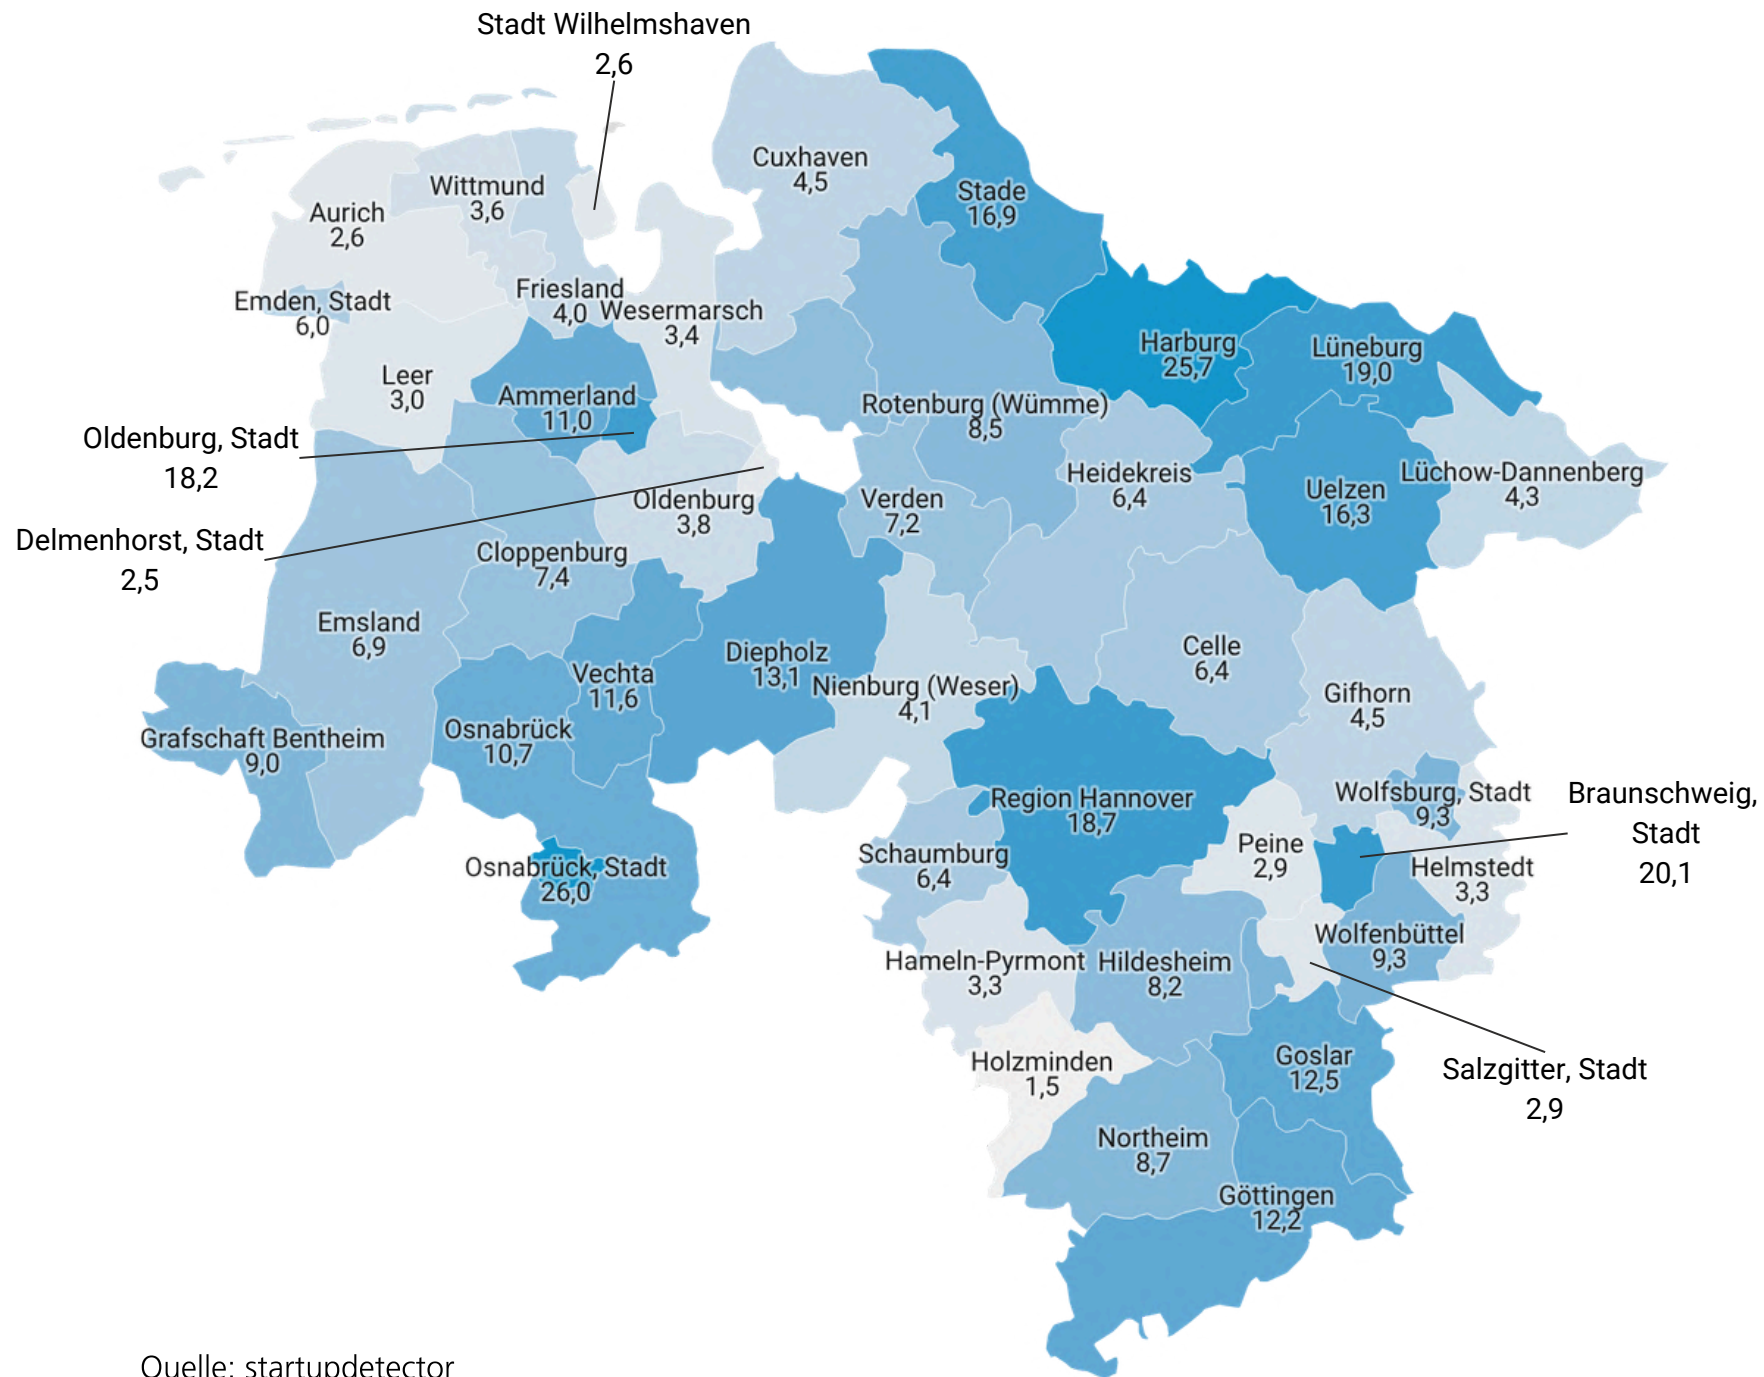 Stadt Wilhelmshaven
2,6
Cuxhaven
4,5
Stade
16,9
Wittmund
3,6
Aurich
2,6
Emden, Stadt
6,0
Friesland
4,0
Wesermarsch
3,4
Harburg
25,7
Lüneburg
19,0
Leer
3,0
Ammerland
11,0
Rotenburg (Wümme)
8,5
Oldenburg, Stadt
18,2
Heidekreis
6,4
Uelzen
16,3
Lüchow-Dannenberg
4,3
Oldenburg
3,8
Verden
7,2
Delmenhorst, Stadt
2,5
Cloppenburg
7,4
Emsland
6,9
Vechta
11,6
Diepholz
13,1
Nienburg (Weser)
4,1
Celle
6,4
Gifhorn
4,5
Grafschaft Bentheim
9,0
Osnabrück
10,7
Region Hannover
18,7
Wolfsburg, Stadt
9,3
Braunschweig,
Stadt
20,1
Peine
2,9
Schaumburg
6,4
Helmstedt
3,3
Osnabrück, Stadt
26,0
Wolfenbüttel
9,3
Hameln-Pyrmont
3,3
Hildesheim
8,2
Holzminden
1,5
Goslar
12,5
Salzgitter, Stadt
2,9
Northeim
8,7
Göttingen
12,2
Quelle: startupdetector